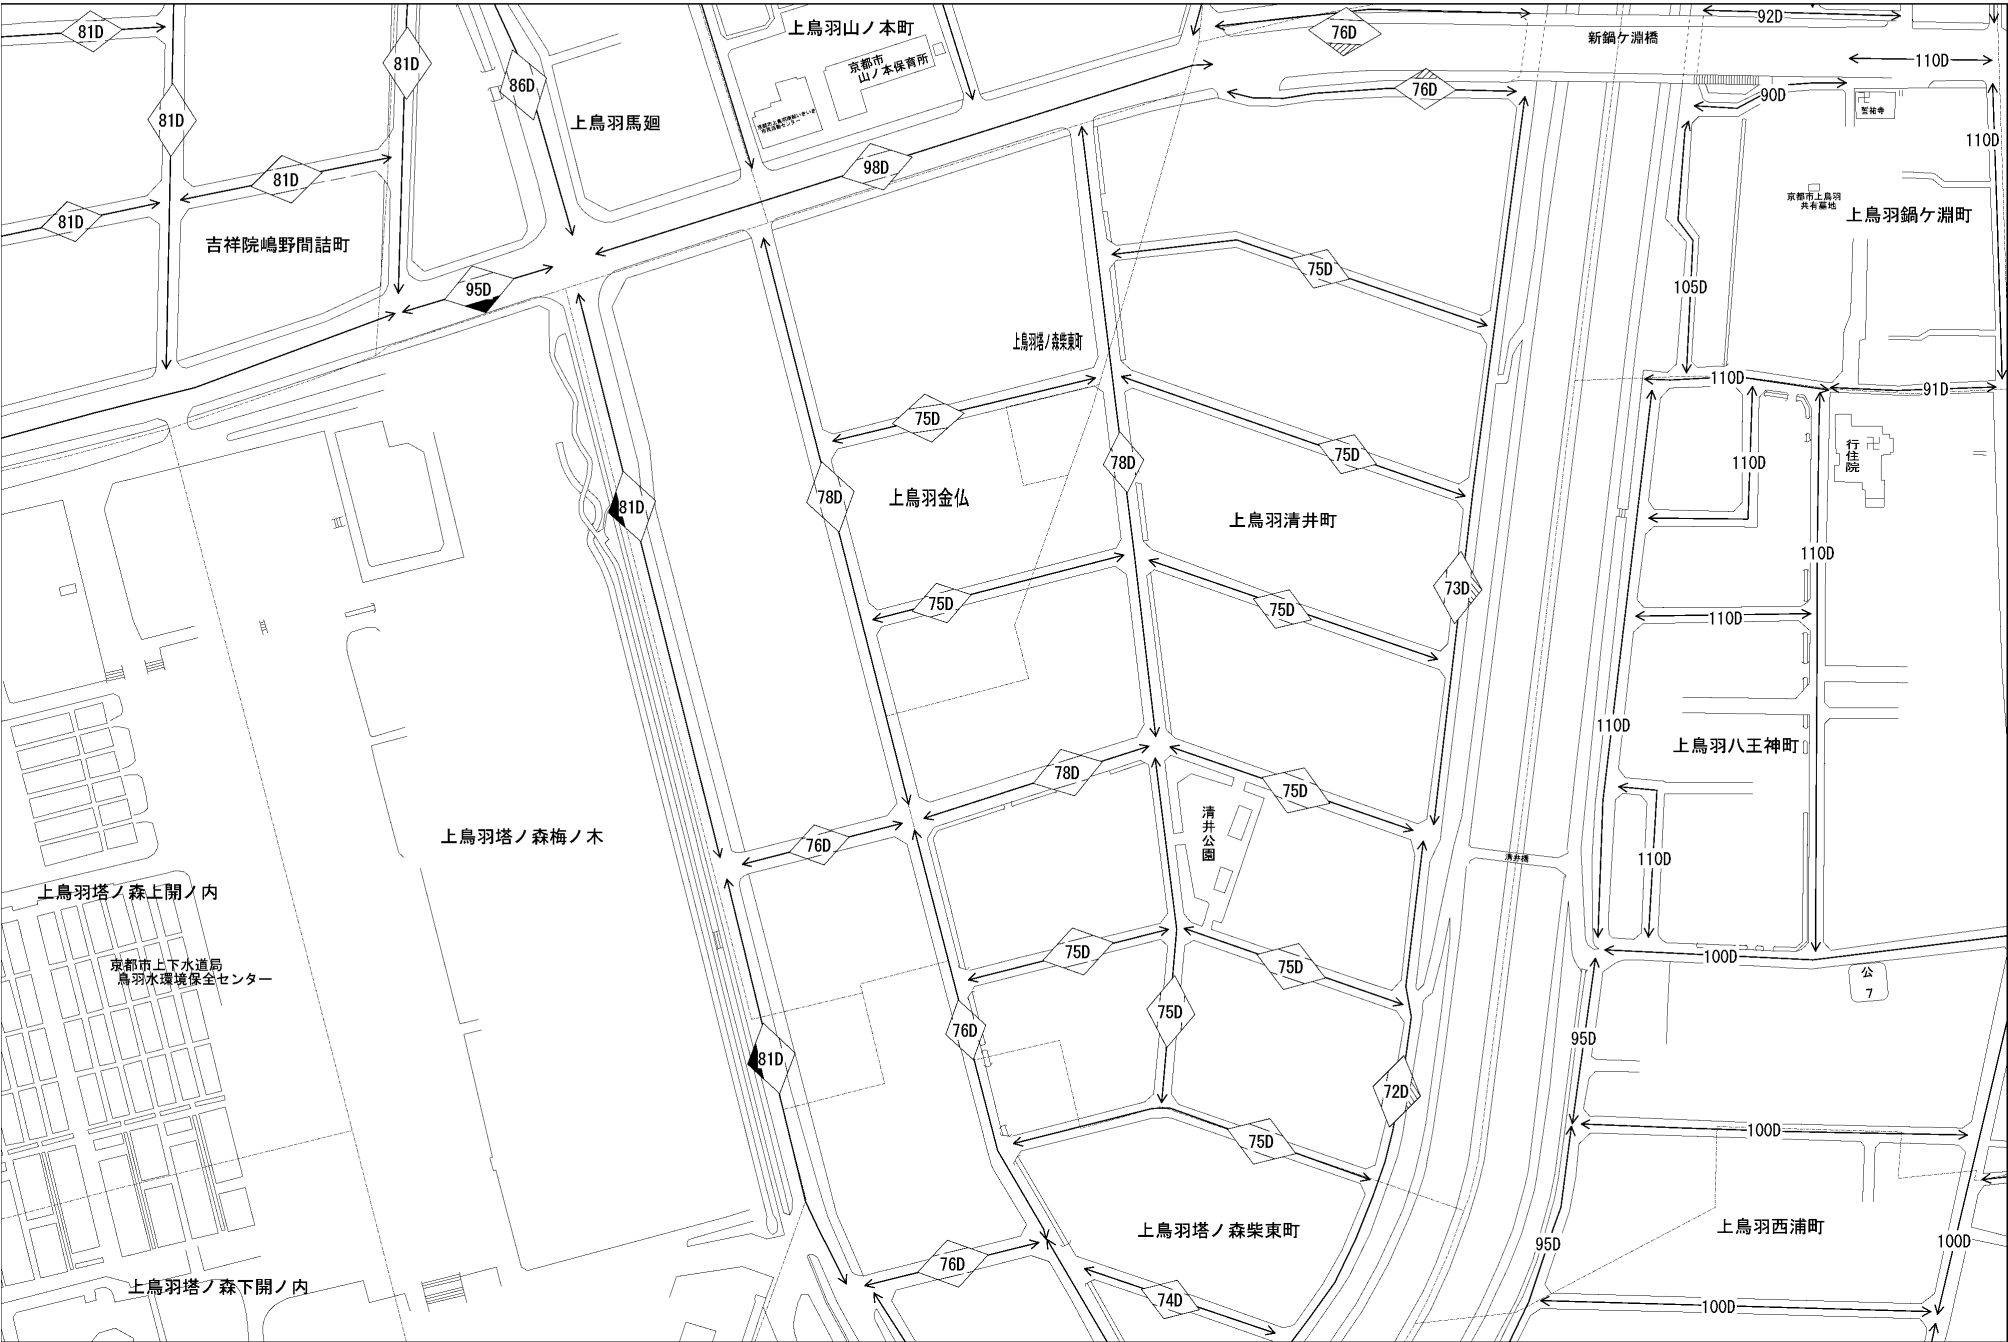 92D
81D
上鳥羽山ノ本町
76D
新鍋ケ淵橋
110D
81D
京都市
山ノ本保育所
86D
76D
90D
誓祐寺
81D
上鳥羽馬廻
110D
98D
81D
京都市上鳥羽
共有墓地
上鳥羽鍋ケ淵町
81D
吉祥院嶋野間詰町
75D
95D
105D
上鳥羽塔ノ森柴東町
110D
91D
75D
75D
行住院
78D
110D
78D
上鳥羽金仏
81D
上鳥羽清井町
110D
73D
75D
75D
110D
110D
上鳥羽八王神町
78D
75D
清井公園
上鳥羽塔ノ森梅ノ木
76D
清井橋
110D
上鳥羽塔ノ森上開ノ内
75D
100D
京都市上下水道局
鳥羽水環境保全センター
75D
公
7
75D
76D
95D
81D
72D
75D
100D
上鳥羽塔ノ森柴東町
上鳥羽西浦町
95D
100D
76D
上鳥羽塔ノ森下開ノ内
74D
100D